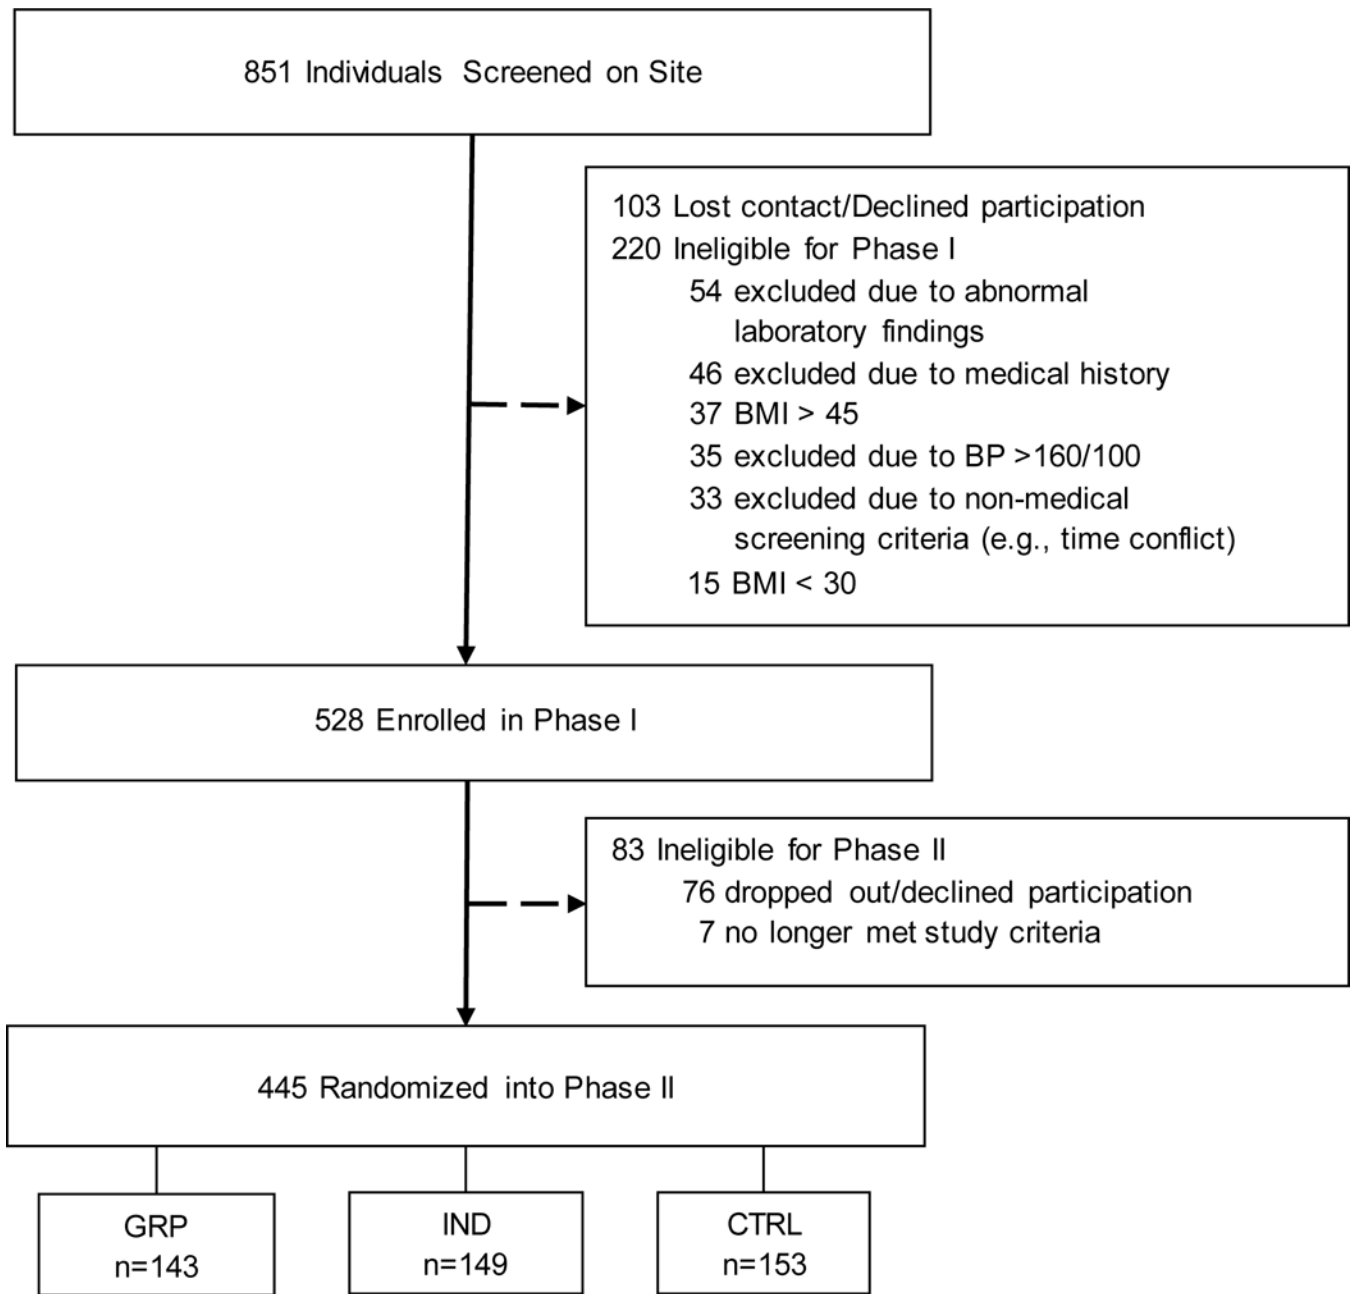 851 Individuals Screened on Site
103 Lost contact/Declined participation
220 Ineligible for Phase I
54 excluded due to abnormal
laboratory findings
46 excluded due to medical history
37 BMI > 45
35 excluded due to BP >160/100
33 excluded due to non-medical
screening criteria (e.g., time conflict)
15 BMI < 30
528 Enrolled in Phase I
83 Ineligible for Phase II
76 dropped out/declined participation
7 no longer met study criteria
445 Randomized into Phase II
GRP
n=143
IND
n=149
CTRL
n=153